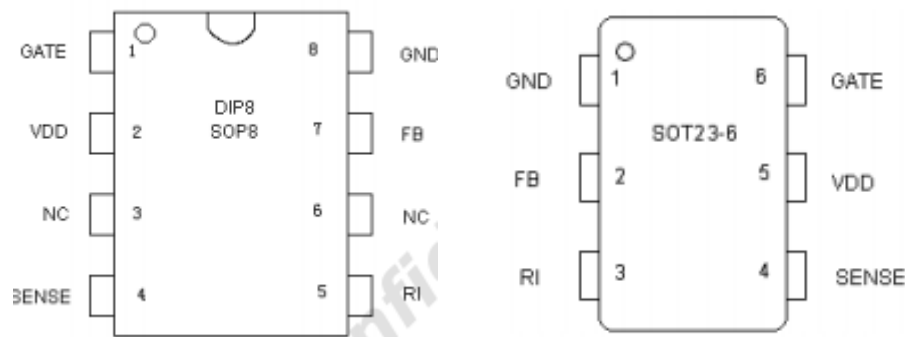 GATE 1 8 GND
DIP8
SOP8
VDD 2 7 FB
NC 3 6 NC
SENSE 4 5 RI
GND 1 6 GATE
SOT23-6
FB 2 5 VDD
RI 3 4 SENSE